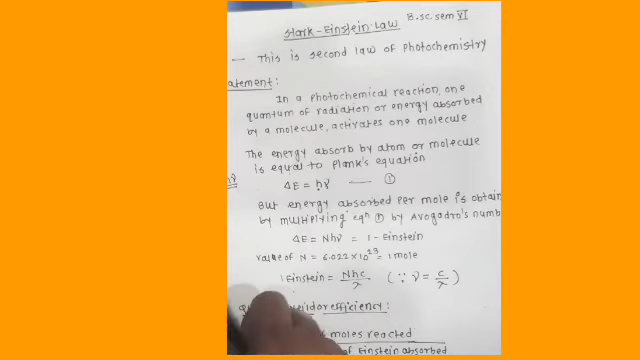 Stark-Einstein Law B.sc. sem VI
— This is second law of Photochemistry
atement:
In a Photochemical reaction, one
quantum of radiation or energy absorbed
by a molecule, activates one molecule
The energy absorb by atom or molecule
is equal to Plank's equation
ΔE = hν — ①
But energy absorbed per mole is obtain
by multiplying eqn ① by Avogadro's numb
ΔE = Nhν = 1 - Einstein
value of N = 6.022 × 10^23 = 1 mole
1 Einstein = Nhc/λ (∵ ν = c/λ)
or efficiency:
moles reacted
of Einstein absorbed